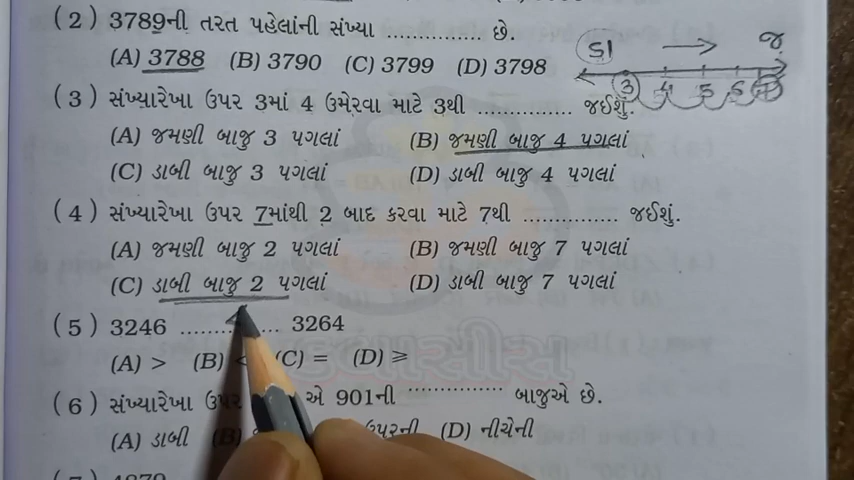 (2) 3789ની તરત પહેલાંની સંખ્યા .............. છે.
(A) 3788 (B) 3790 (C) 3799 (D) 3798
ડા જ
3 4 5 6
(3) સંખ્યારેખા ઉપર 3માં 4 ઉમેરવા માટે 3થી .............. જઈશું.
(A) જમણી બાજુ 3 પગલાં (B) જમણી બાજુ 4 પગલાં
(C) ડાબી બાજુ 3 પગલાં (D) ડાબી બાજુ 4 પગલાં
(4) સંખ્યારેખા ઉપર 7માંથી 2 બાદ કરવા માટે 7થી .............. જઈશું.
(A) જમણી બાજુ 2 પગલાં (B) જમણી બાજુ 7 પગલાં
(C) ડાબી બાજુ 2 પગલાં (D) ડાબી બાજુ 7 પગલાં
(5) 3246 .............. 3264
(A) > (B) < (C) = (D) ≥
(6) સંખ્યારેખા એ 901ની .............. બાજુએ છે.
(A) ડાબી (B) ઉપરની (D) નીચેની